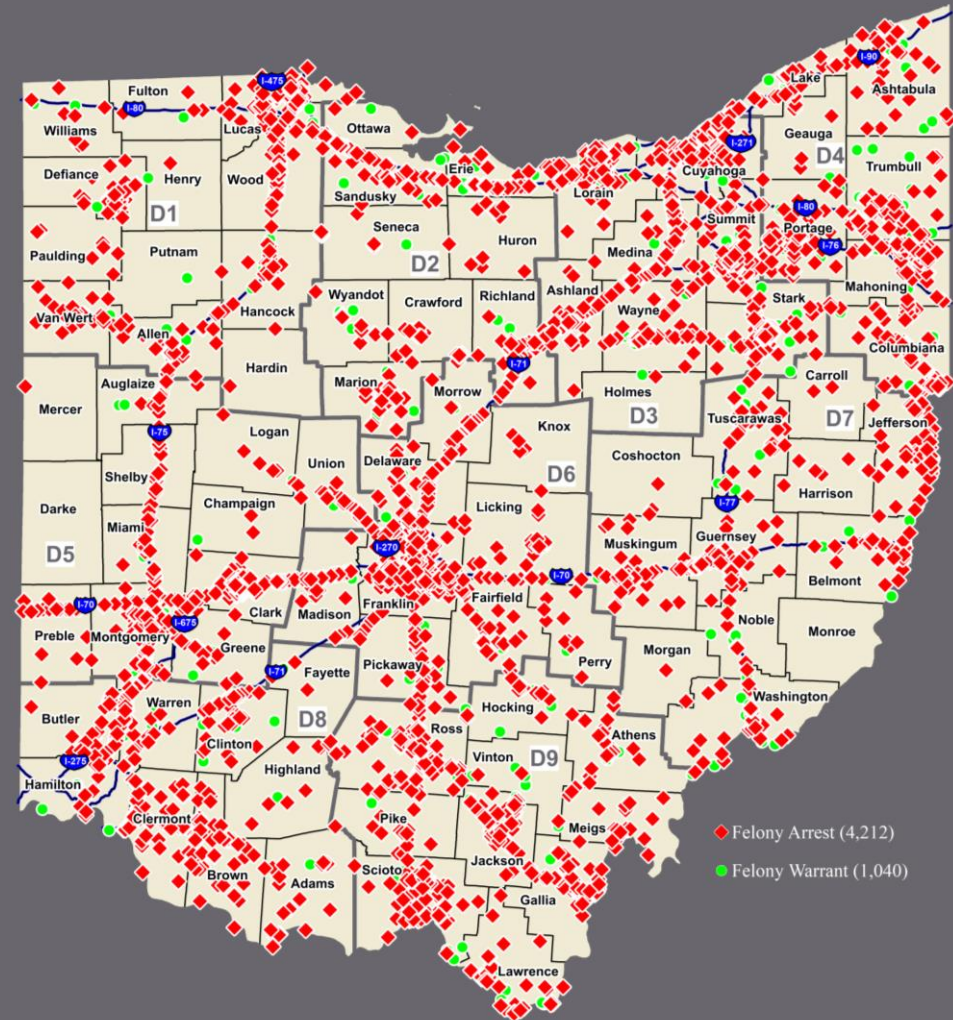 I-90
Lake
Ashtabula
I-475
Fulton
I-80
Williams
Lucas
Ottawa
Geauga
I-271
D4
Cuyahoga
Trumbull
Erie
Lorain
Defiance
Henry
Wood
Sandusky
D1
Summit
I-80
Portage
Seneca
Huron
Medina
I-76
Paulding
Putnam
D2
Mahoning
Wyandot
Crawford
Richland
Ashland
Stark
Hancock
Wayne
Van Wert
Allen
Columbiana
I-71
Hardin
Carroll
Auglaize
Marion
Morrow
Holmes
Mercer
D3
D7
Tuscarawas
Jefferson
Knox
I-75
Logan
Coshocton
Union
Delaware
Shelby
D6
Harrison
Champaign
I-77
Darke
Licking
Miami
Guernsey
Muskingum
I-270
D5
I-70
Belmont
I-70
Franklin
Fairfield
Clark
Madison
I-675
Noble
Preble
Montgomery
Monroe
Greene
Morgan
Perry
Pickaway
I-71
Fayette
Washington
Warren
Hocking
Butler
D8
Ross
Athens
Clinton
Vinton
D9
I-275
Highland
Hamilton
Clermont
Pike
Meigs
Felony Arrest (4,212)
Jackson
Scioto
Felony Warrant (1,040)
Brown
Adams
Gallia
Lawrence